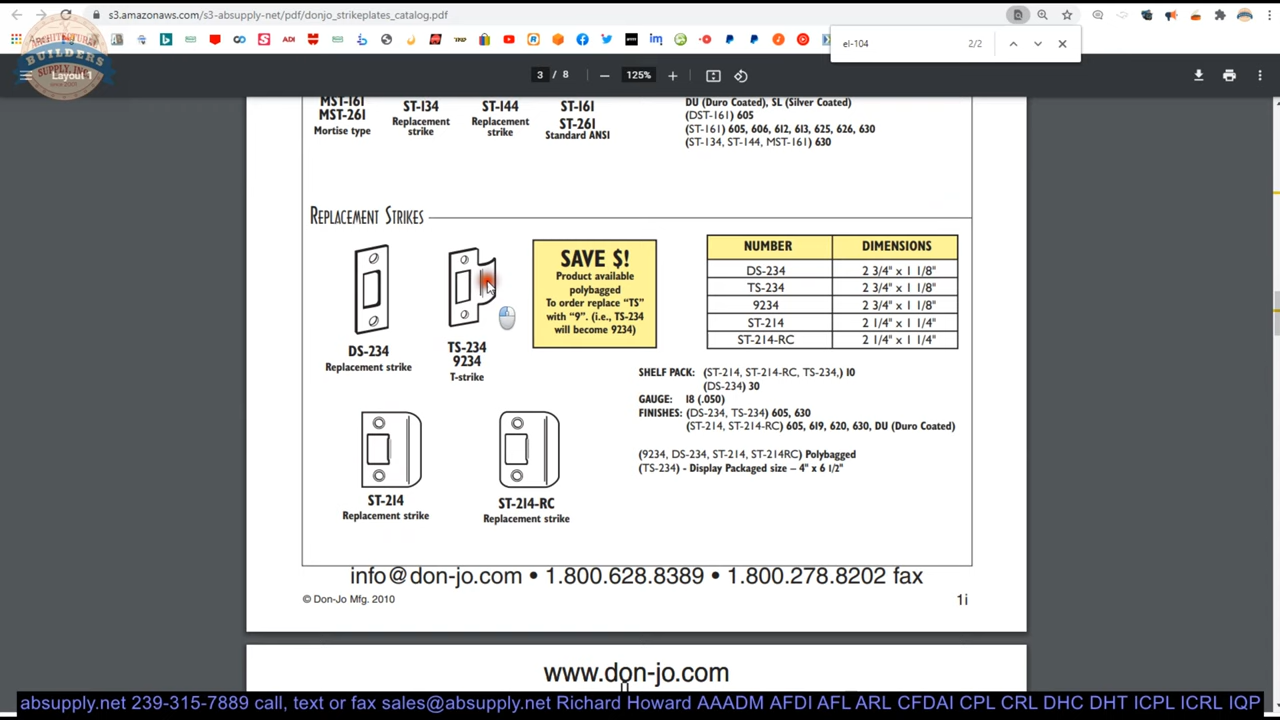 s3.amazonaws.com/s3-absupply-net/pdf/donjo_strikeplates_catalog.pdf
el-104
2/2
ARCHITECTURAL
BUILDERS
SUPPLY, INC
Layout 1
3 / 8
125%
MST-161
MST-261
Mortise type
ST-134
Replacement
strike
ST-144
Replacement
strike
ST-161
ST-261
Standard ANSI
DU (Duro Coated), SL (Silver Coated)
(DST-161) 605
(ST-161) 605, 606, 612, 613, 625, 626, 630
(ST-134, ST-144, MST-161) 630
REPLACEMENT STRIKES
DS-234
Replacement strike
TS-234
9234
T-strike
SAVE $!
Product available
polybagged
To order replace “TS”
with “9”. (i.e., TS-234
will become 9234)
NUMBER DIMENSIONS
DS-234 2 3/4" x 1 1/8"
TS-234 2 3/4" x 1 1/8"
9234 2 3/4" x 1 1/8"
ST-214 2 1/4" x 1 1/4"
ST-214-RC 2 1/4" x 1 1/4"
SHELF PACK: (ST-214, ST-214-RC, TS-234,) 10
(DS-234) 30
GAUGE: 18 (.050)
FINISHES: (DS-234, TS-234) 605, 630
(ST-214, ST-214-RC) 605, 619, 620, 630, DU (Duro Coated)
(9234, DS-234, ST-214, ST-214RC) Polybagged
(TS-234) - Display Packaged size – 4" x 6 1/2"
ST-214
Replacement strike
ST-214-RC
Replacement strike
info@don-jo.com • 1.800.628.8389 • 1.800.278.8202 fax
© Don-Jo Mfg. 2010
1i
www.don-jo.com
absupply.net 239-315-7889 call, text or fax sales@absupply.net Richard Howard AAADM AFDI AFL ARL CFDAI CPL CRL DHC DHT ICPL ICRL IQP